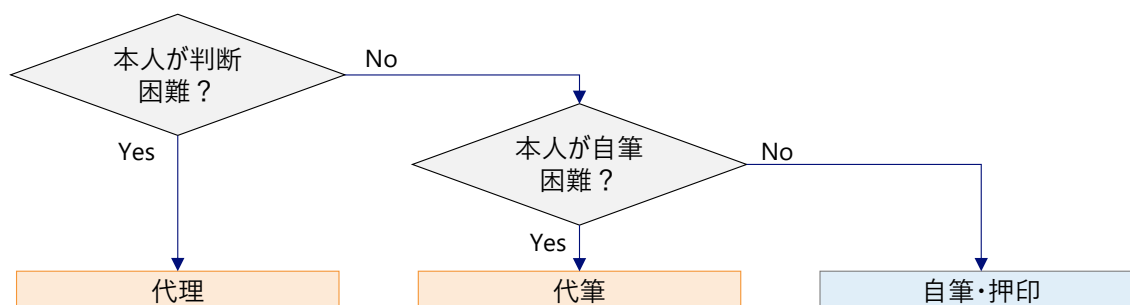 本人が判断
困難？
No
Yes
本人が自筆
困難？
No
Yes
代理
代筆
自筆･押印